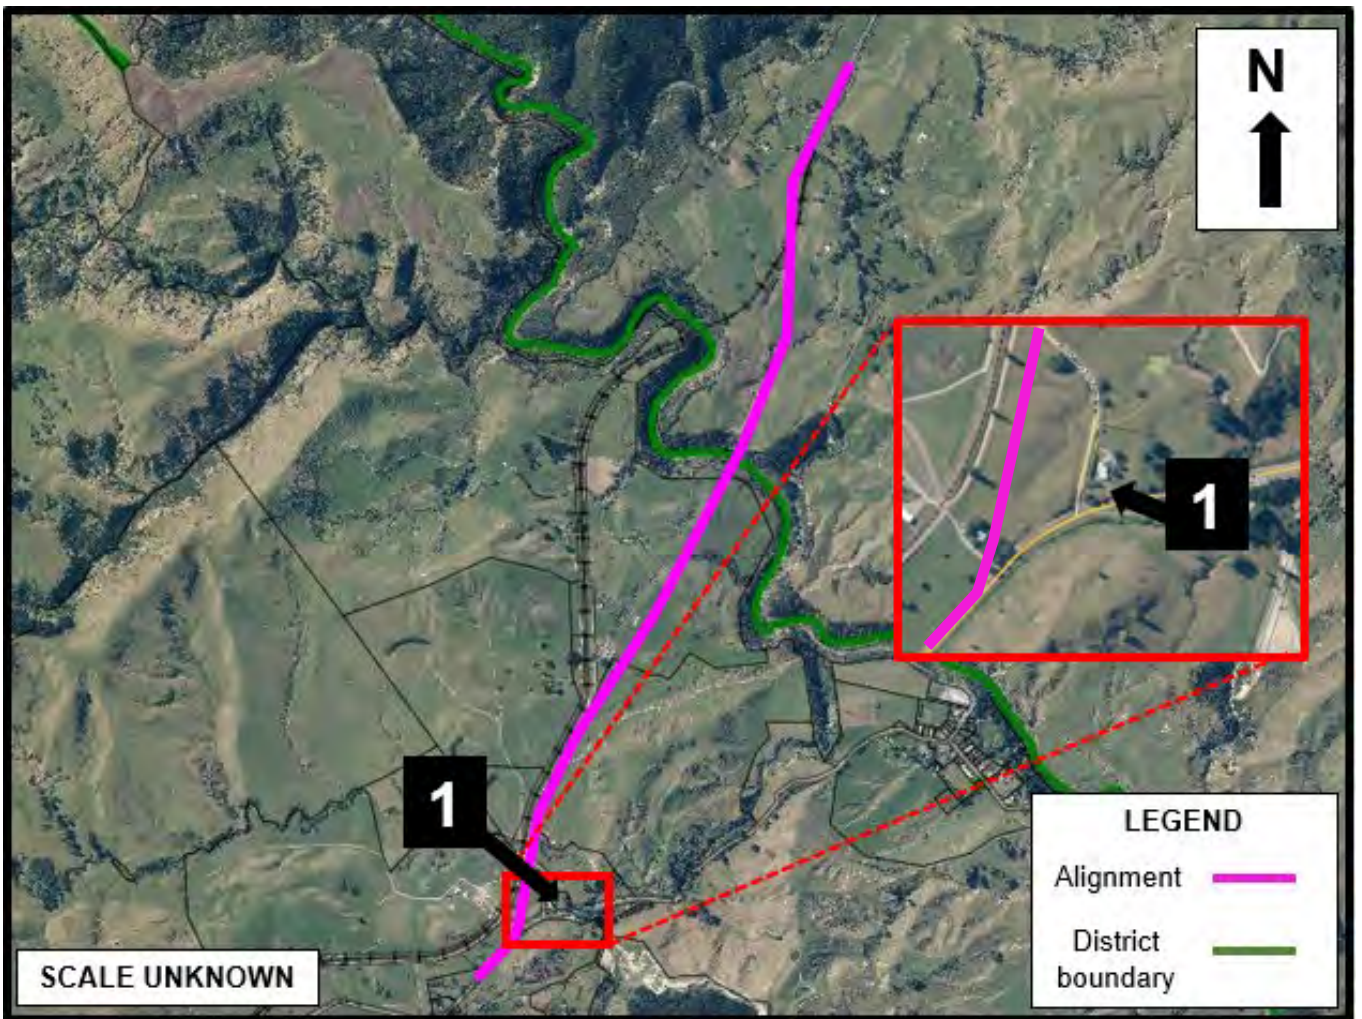 N
1
1
LEGEND
Alignment
District
boundary
SCALE UNKNOWN